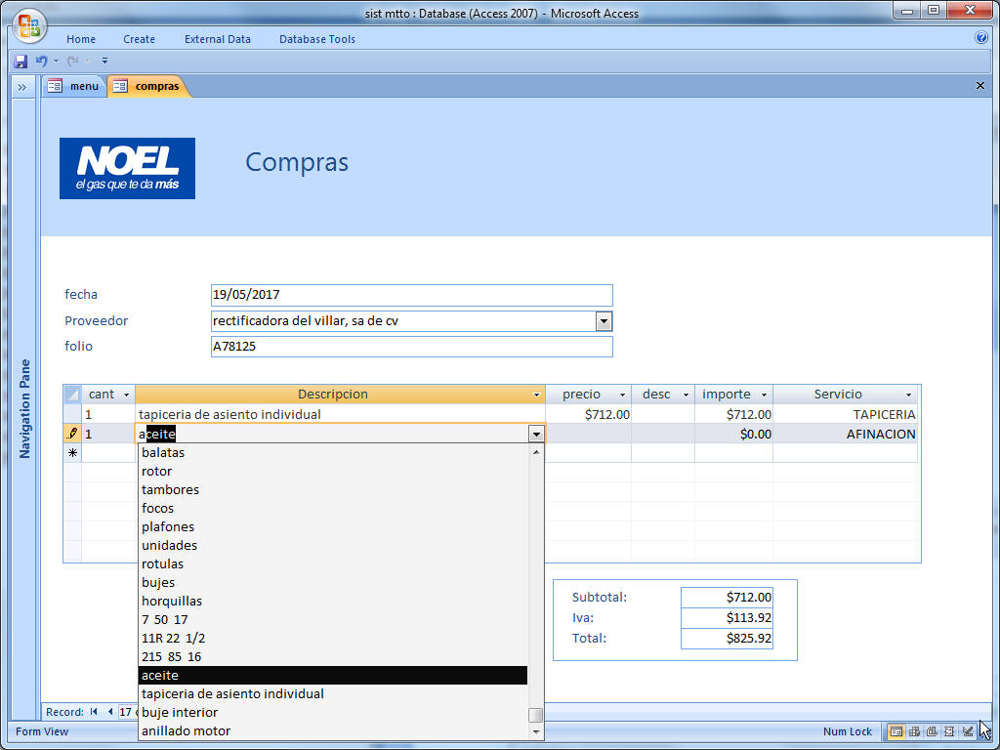 sist mtto : Database (Access 2007) - Microsoft Access
Home Create External Data Database Tools
menu compras
NOEL
el gas que te da más
Compras
fecha 19/05/2017
Proveedor rectificadora del villar, sa de cv
folio A78125
Navigation Pane
cant Descripcion precio desc importe Servicio
1 tapiceria de asiento individual $712.00 $712.00 TAPICERIA
1 aceite $0.00 AFINACION
balatas
rotor
tambores
focos
plafones
unidades
rotulas
bujes
horquillas
7 50 17
11R 22 1/2
215 85 16
aceite
tapiceria de asiento individual
buje interior
anillado motor
Subtotal: $712.00
Iva: $113.92
Total: $825.92
Record: 17
Form View Num Lock